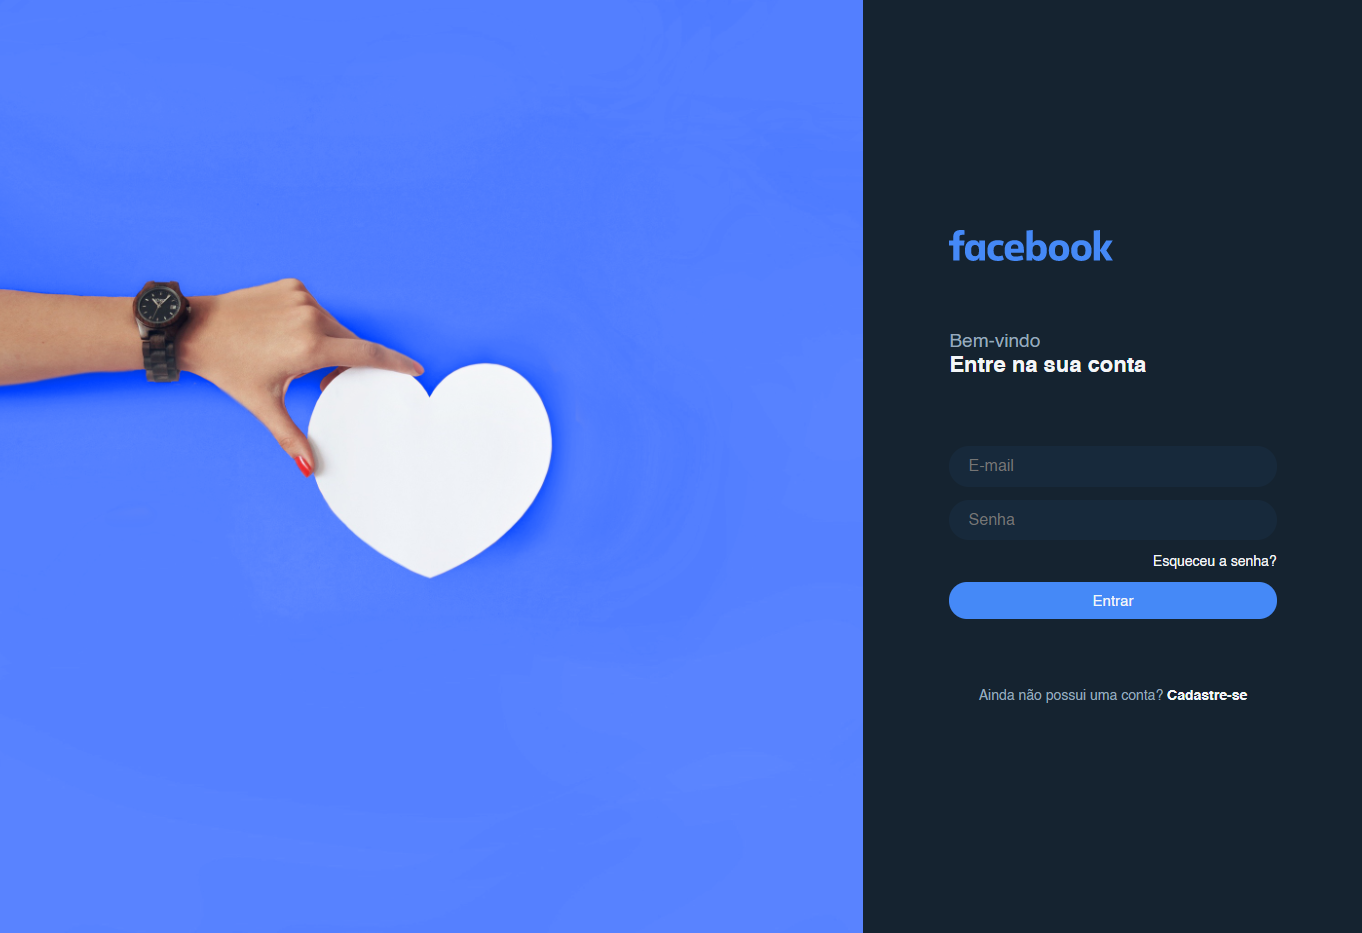 facebook
Bem-vindo
Entre na sua conta
E-mail
Senha
Esqueceu a senha?
Entrar
Ainda não possui uma conta? Cadastre-se